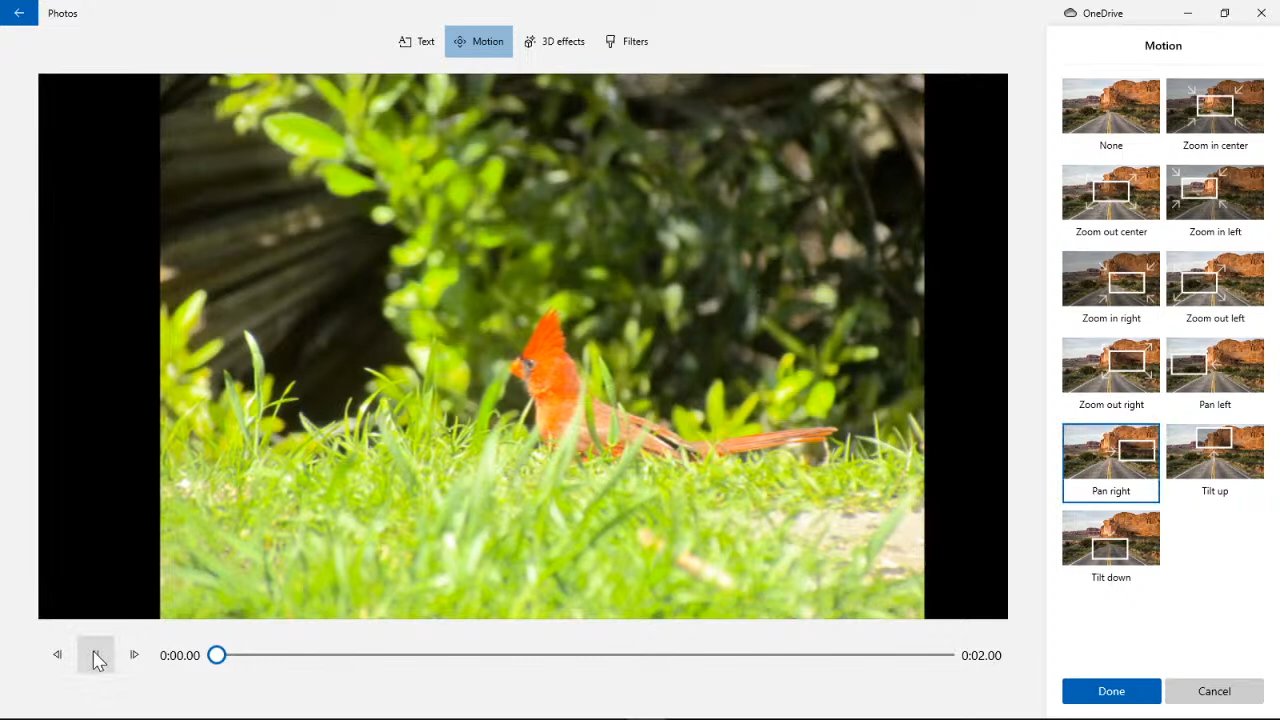 Photos
OneDrive
Text
Motion
3D effects
Filters
Motion
None
Zoom in center
Zoom out center
Zoom in left
Zoom in right
Zoom out left
Zoom out right
Pan left
Pan right
Tilt up
Tilt down
0:00.00
0:02.00
Done
Cancel